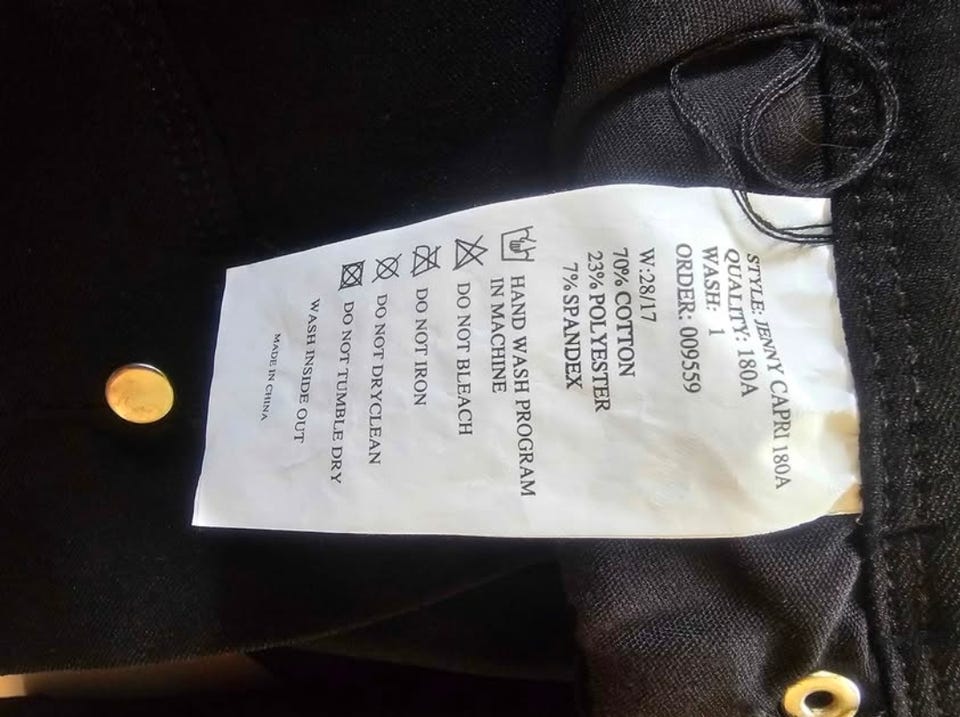 STYLE: JENNY CAPRI 180A
QUALITY: 180A
WASH: 1
ORDER: 009559
W:28/17
70% COTTON
23% POLYESTER
7% SPANDEX
HAND WASH PROGRAM
IN MACHINE
DO NOT BLEACH
DO NOT IRON
DO NOT DRYCLEAN
DO NOT TUMBLE DRY
WASH INSIDE OUT
MADE IN CHINA